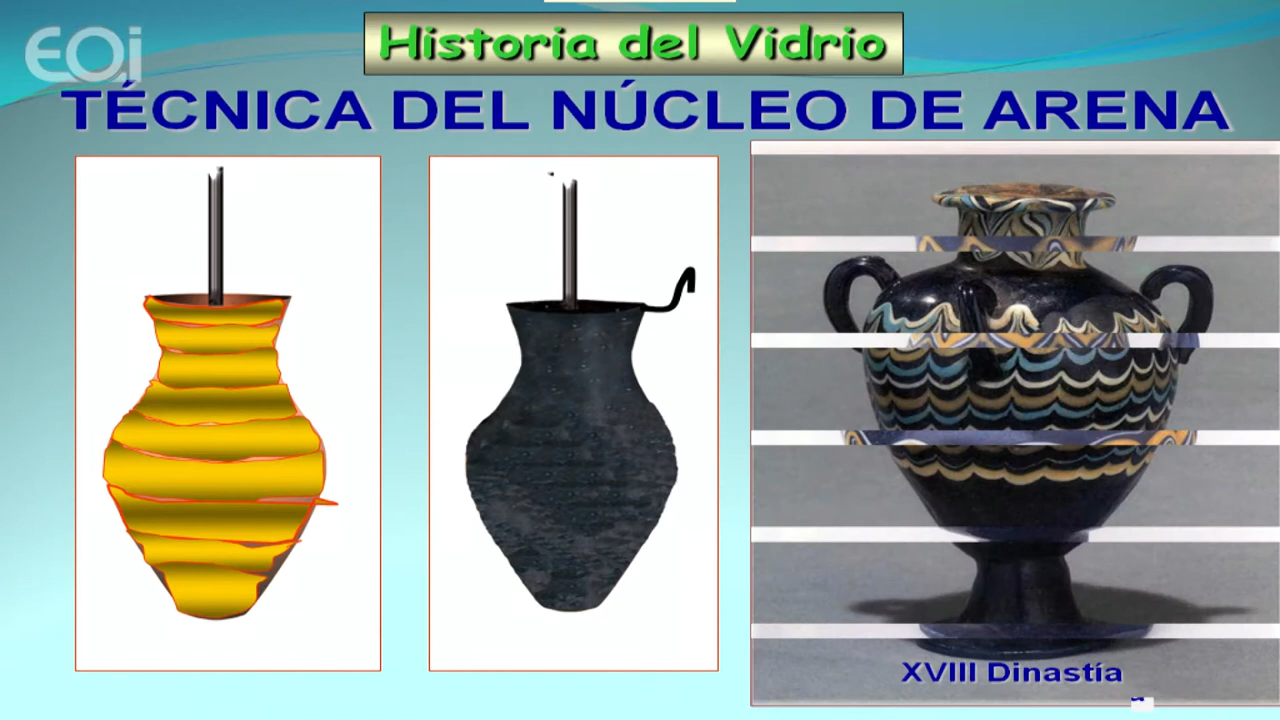 EOi
Historia del Vidrio
TÉCNICA DEL NÚCLEO DE ARENA
XVIII Dinastía